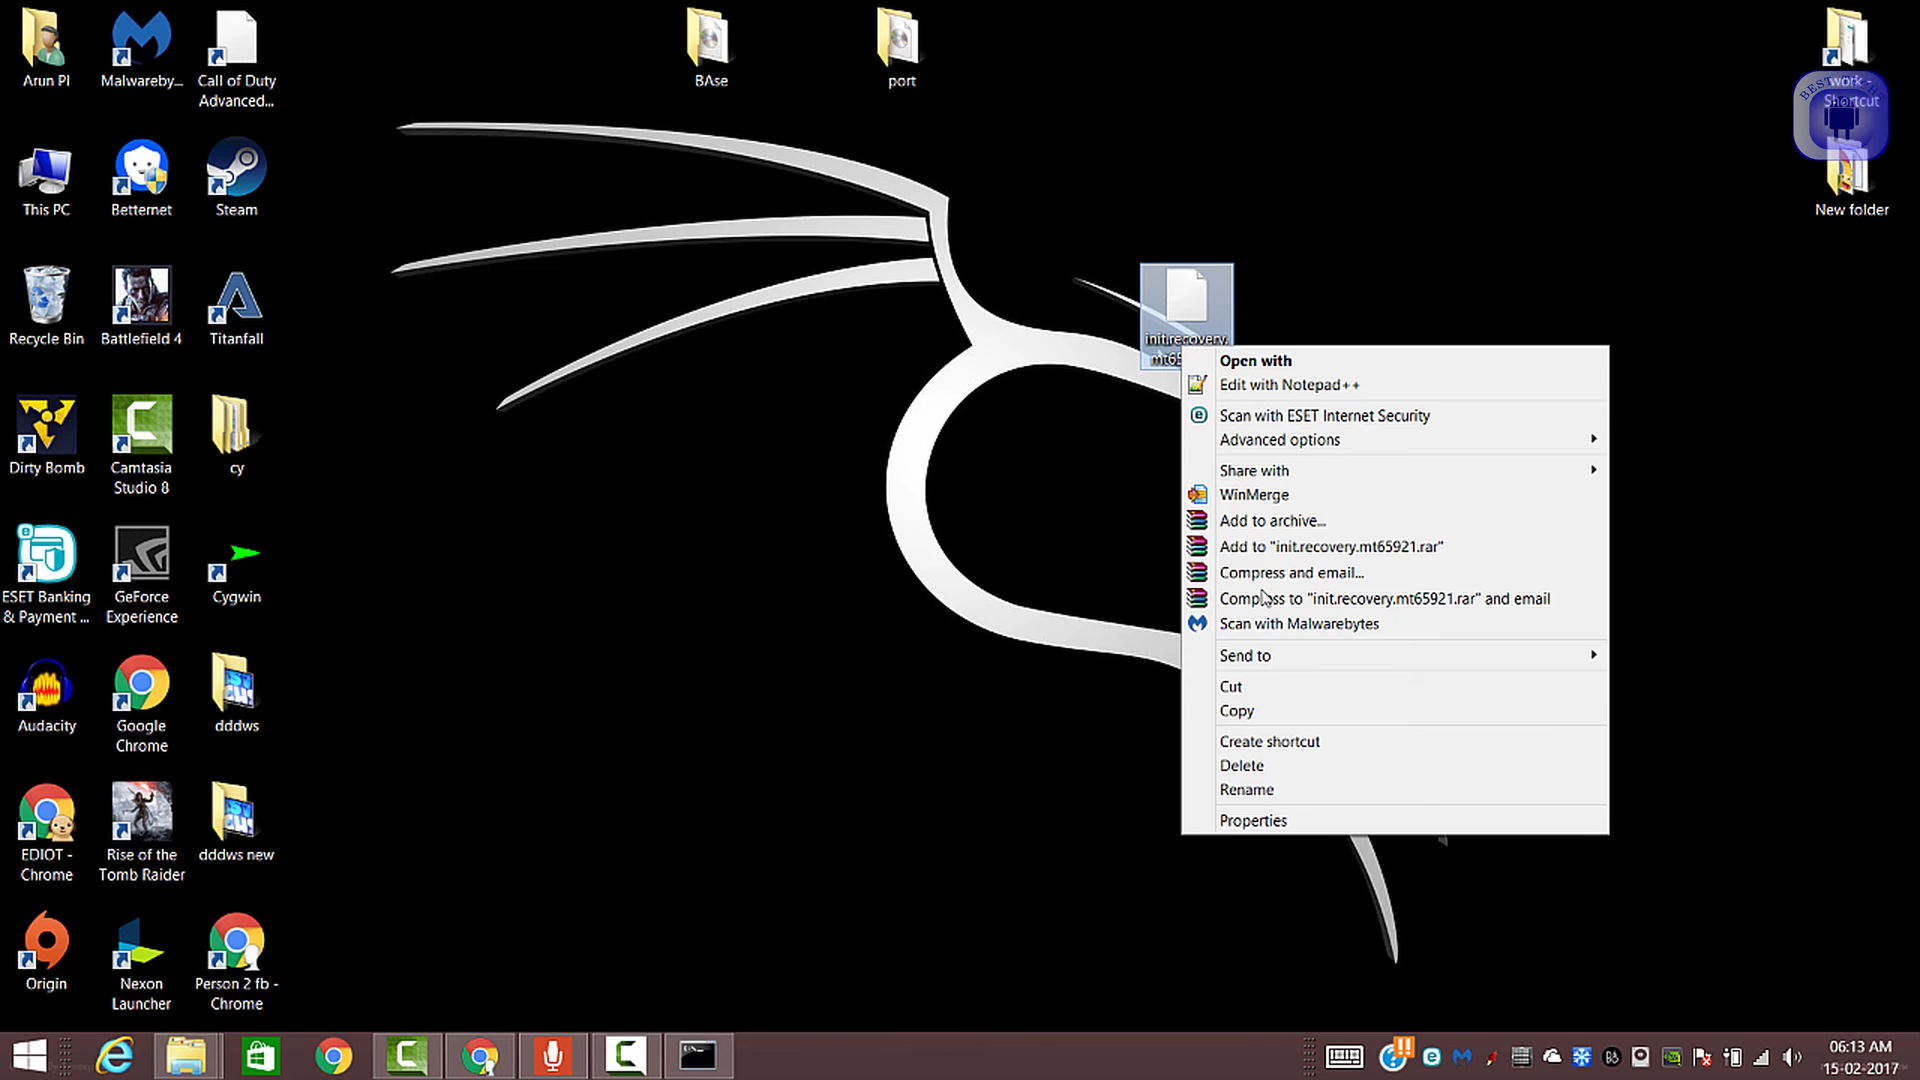 Arun PI
Malwareby...
Call of Duty
Advanced...
BAse
port
work -
Shortcut
BEST
This PC
Betternet
Steam
New folder
Recycle Bin
Battlefield 4
Titanfall
init.recovery.
Open with
Edit with Notepad++
Scan with ESET Internet Security
Advanced options
Share with
WinMerge
Add to archive...
Add to "init.recovery.mt65921.rar"
Compress and email...
Compress to "init.recovery.mt65921.rar" and email
Scan with Malwarebytes
Send to
Cut
Copy
Create shortcut
Delete
Rename
Properties
Dirty Bomb
Camtasia
Studio 8
cy
ESET Banking
& Payment ...
GeForce
Experience
Cygwin
Audacity
Google
Chrome
dddws
EDIOT -
Chrome
Rise of the
Tomb Raider
dddws new
Origin
Nexon
Launcher
Person 2 fb -
Chrome
06:13 AM
15-02-2017